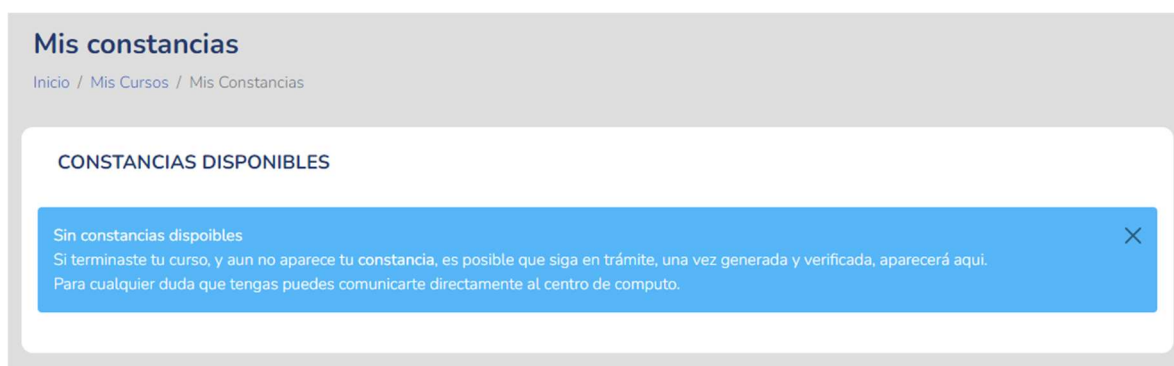 Mis constancias
Inicio / Mis Cursos / Mis Constancias
CONSTANCIAS DISPONIBLES
Sin constancias dispoibles
Si terminaste tu curso, y aun no aparece tu constancia, es posible que siga en trámite, una vez generada y verificada, aparecerá aqui.
Para cualquier duda que tengas puedes comunicarte directamente al centro de computo.